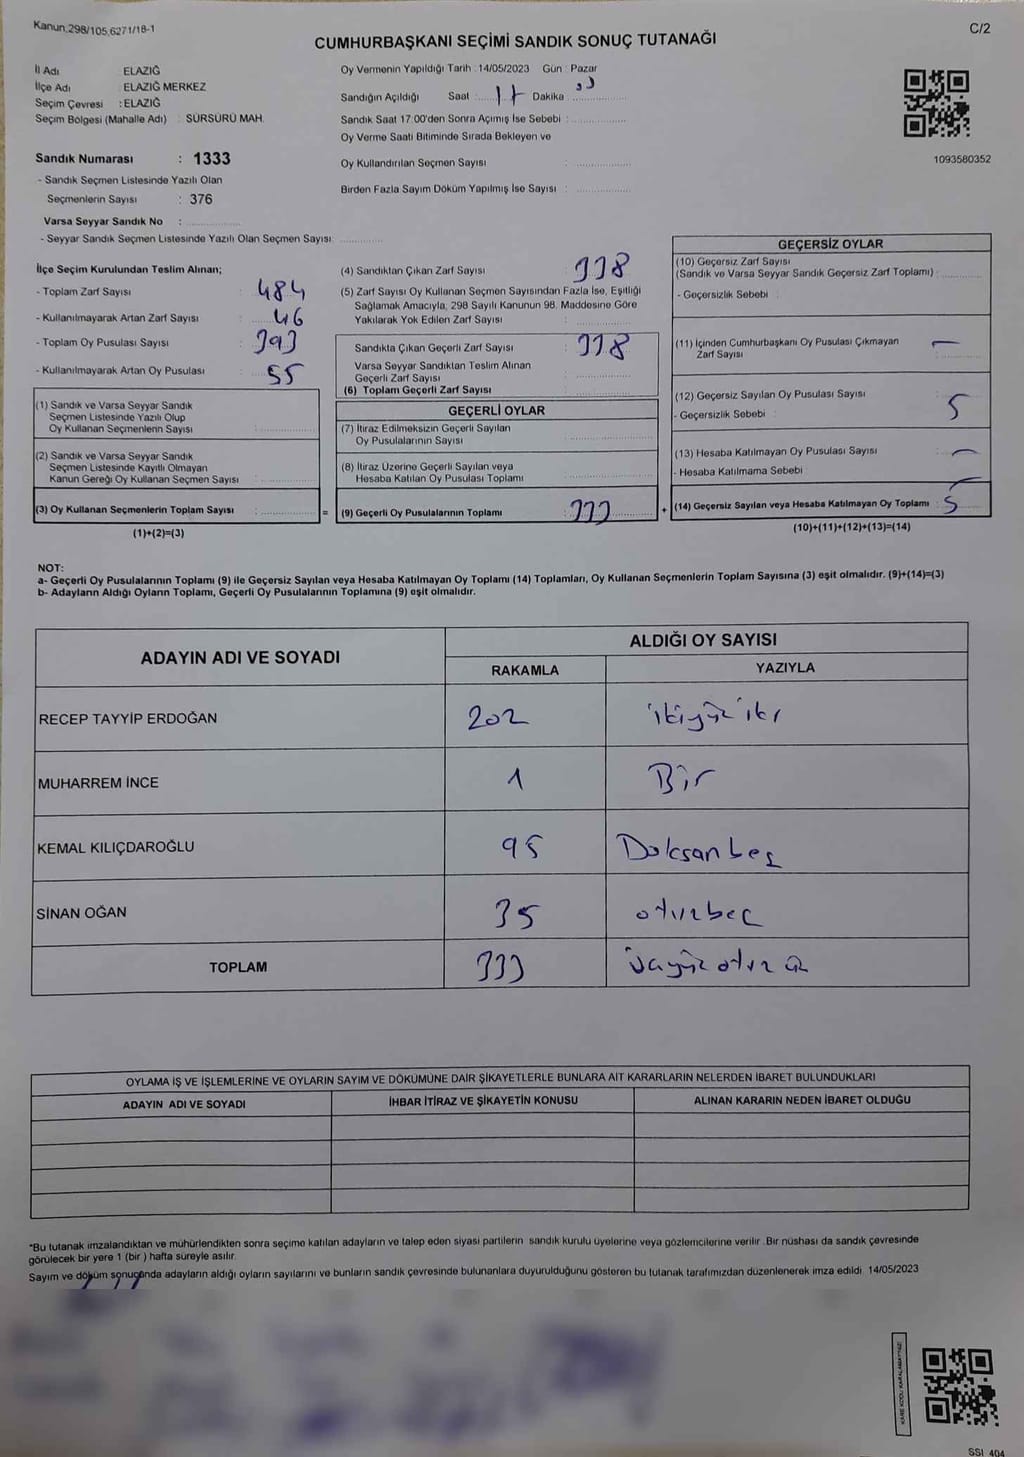 Kanun.298/105,6271/18-1
C/2
CUMHURBAŞKANI SEÇİMİ SANDIK SONUÇ TUTANAĞI
İl Adı : ELAZIĞ
İlçe Adı : ELAZIĞ MERKEZ
Seçim Çevresi : ELAZIĞ
Seçim Bölgesi (Mahalle Adı) : SÜRSÜRÜ MAH.
Sandık Numarası : 1333
- Sandık Seçmen Listesinde Yazılı Olan
Seçmenlerin Sayısı : 376
Varsa Seyyar Sandık No :
- Seyyar Sandık Seçmen Listesinde Yazılı Olan Seçmen Sayısı
Oy Vermenin Yapıldığı Tarih : 14/05/2023 Gün : Pazar
Sandığın Açıldığı Saat : 17 Dakika :
Sandık Saat 17.00'den Sonra Açımış İse Sebebi :
Oy Verme Saati Bitiminde Sırada Bekleyen ve
Oy Kullandırılan Seçmen Sayısı :
Birden Fazla Sayım Döküm Yapılmış İse Sayısı :
1093580352
İlçe Seçim Kurulundan Teslim Alınan;
- Toplam Zarf Sayısı : 484
- Kullanılmayarak Artan Zarf Sayısı : 46
- Toplam Oy Pusulası Sayısı : 393
- Kullanılmayarak Artan Oy Pusulası : 55
(1) Sandık ve Varsa Seyyar Sandık
Seçmen Listesinde Yazılı Olup
Oy Kullanan Seçmenlerin Sayısı :
(2) Sandık ve Varsa Seyyar Sandık
Seçmen Listesinde Kayıtlı Olmayan
Kanun Gereği Oy Kullanan Seçmen Sayısı :
(3) Oy Kullanan Seçmenlerin Toplam Sayısı : =
(1)+(2)=(3)
(4) Sandıktan Çıkan Zarf Sayısı : 338
(5) Zarf Sayısı Oy Kullanan Seçmen Sayısından Fazla İse, Eşitliği
Sağlamak Amacıyla, 298 Sayılı Kanunun 98. Maddesine Göre
Yakılarak Yok Edilen Zarf Sayısı :
Sandıkta Çıkan Geçerli Zarf Sayısı : 338
Varsa Seyyar Sandıktan Teslim Alınan
Geçerli Zarf Sayısı :
(6) Toplam Geçerli Zarf Sayısı :
GEÇERLİ OYLAR
(7) İtiraz Edilmeksizin Geçerli Sayılan
Oy Pusulalarının Sayısı :
(8) İtiraz Üzerine Geçerli Sayılan veya
Hesaba Katılan Oy Pusulası Toplamı :
(9) Geçerli Oy Pusulalarının Toplamı : 333 +
GEÇERSİZ OYLAR
(10) Geçersiz Zarf Sayısı
(Sandık ve Varsa Seyyar Sandık Geçersiz Zarf Toplamı) :
- Geçersizlik Sebebi :
(11) İçinden Cumhurbaşkanı Oy Pusulası Çıkmayan : —
Zarf Sayısı
(12) Geçersiz Sayılan Oy Pusulası Sayısı : 5
- Geçersizlik Sebebi :
(13) Hesaba Katılmayan Oy Pusulası Sayısı : —
- Hesaba Katılmama Sebebi : —
(14) Geçersiz Sayılan veya Hesaba Katılmayan Oy Toplamı : 5
(10)+(11)+(12)+(13)=(14)
NOT:
a- Geçerli Oy Pusulalarının Toplamı (9) ile Geçersiz Sayılan veya Hesaba Katılmayan Oy Toplamı (14) Toplamları, Oy Kullanan Seçmenlerin Toplam Sayısına (3) eşit olmalıdır. (9)+(14)=(3)
b- Adayların Aldığı Oyların Toplamı, Geçerli Oy Pusulalarının Toplamına (9) eşit olmalıdır.
ADAYIN ADI VE SOYADI
ALDIĞI OY SAYISI
RAKAMLA YAZIYLA
RECEP TAYYİP ERDOĞAN 202 ikiyüz iki
MUHARREM İNCE 1 Bir
KEMAL KILIÇDAROĞLU 95 Doksanbeş
SİNAN OĞAN 35 otuzbeş
TOPLAM 333 üçyüz otuz üç
OYLAMA İŞ VE İŞLEMLERİNE VE OYLARIN SAYIM VE DÖKÜMÜNE DAİR ŞİKAYETLERLE BUNLARA AİT KARARLARIN NELERDEN İBARET BULUNDUKLARI
ADAYIN ADI VE SOYADI İHBAR İTİRAZ VE ŞİKAYETİN KONUSU ALINAN KARARIN NEDEN İBARET OLDUĞU
*Bu tutanak imzalandıktan ve mühürlendikten sonra seçime katılan adayların ve talep eden siyasi partilerin sandık kurulu üyelerine veya gözlemcilerine verilir. Bir nüshası da sandık çevresinde
görülecek bir yere 1 (bir) hafta süreyle asılır.
Sayım ve döküm sonuçunda adayların aldığı oyların sayılarını ve bunların sandık çevresinde bulunanlara duyurulduğunu gösteren bu tutanak tarafımızdan düzenlenerek imza edildi. 14/05/2023
SSI 404